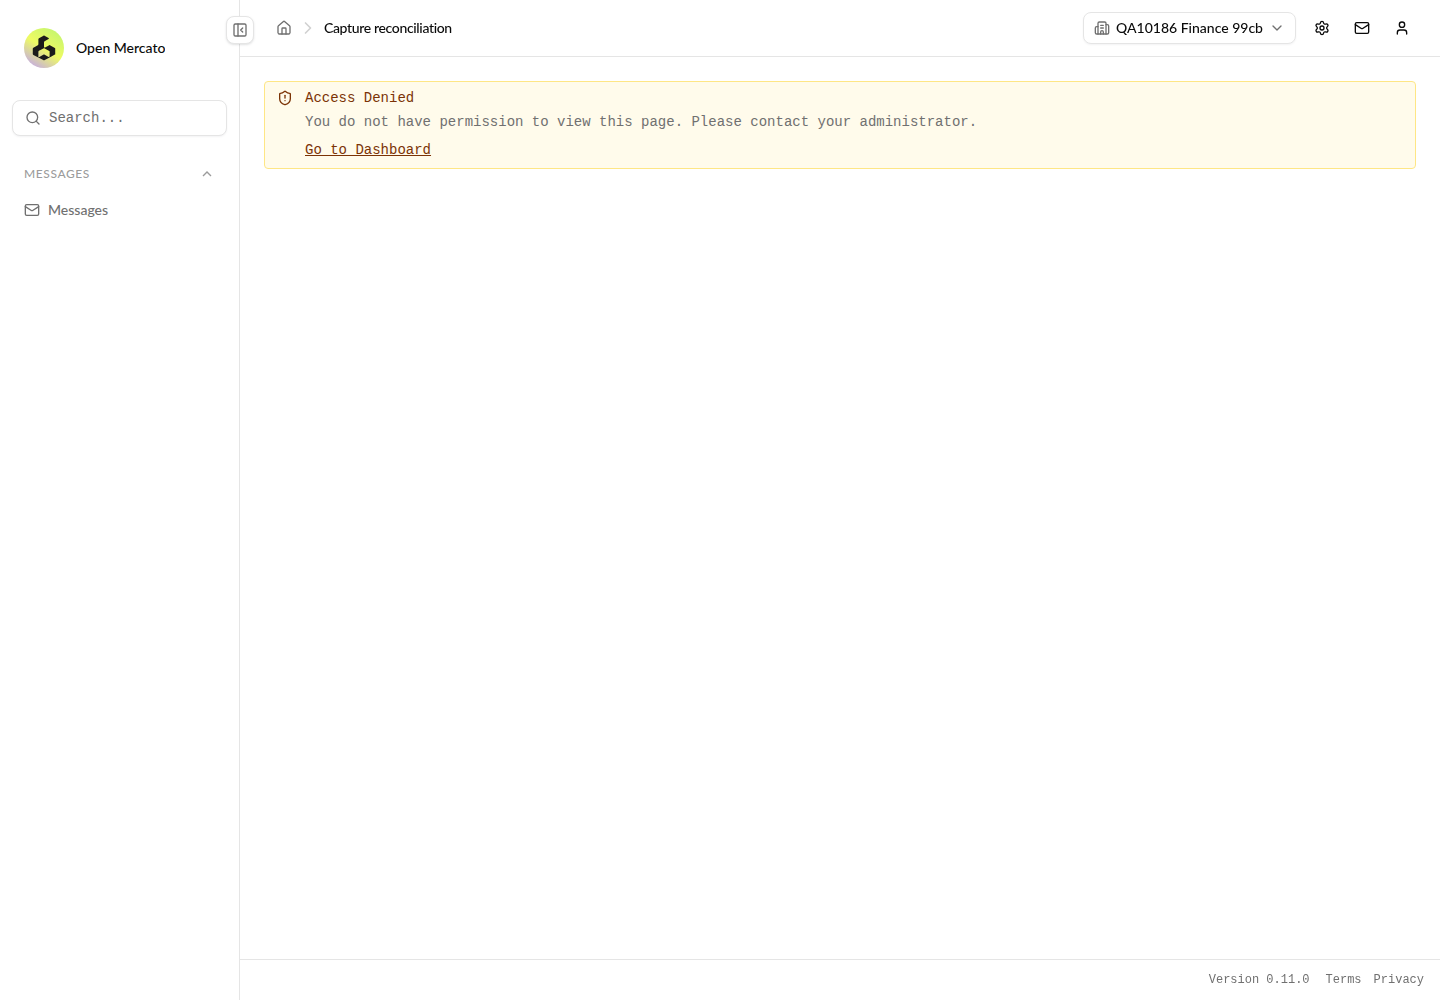 Open Mercato
Search...
MESSAGES
Messages
Capture reconciliation
QA10186 Finance 99cb
Access Denied
You do not have permission to view this page. Please contact your administrator.
Go to Dashboard
Version 0.11.0 Terms Privacy